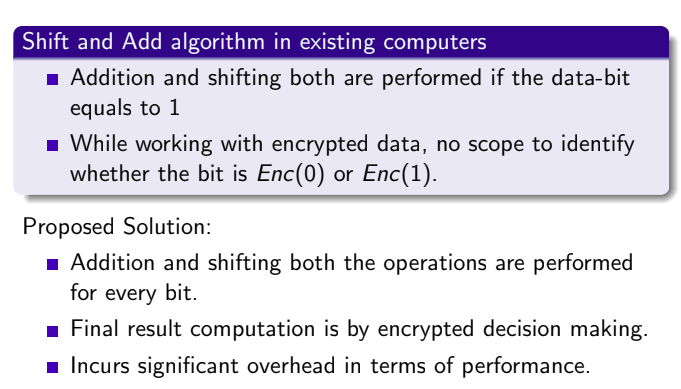 Shift and Add algorithm in existing computers
Addition and shifting both are performed if the data-bit
equals to 1
While working with encrypted data, no scope to identify
whether the bit is Enc(0) or Enc(1).
Proposed Solution:
Addition and shifting both the operations are performed
for every bit.
Final result computation is by encrypted decision making.
Incurs significant overhead in terms of performance.